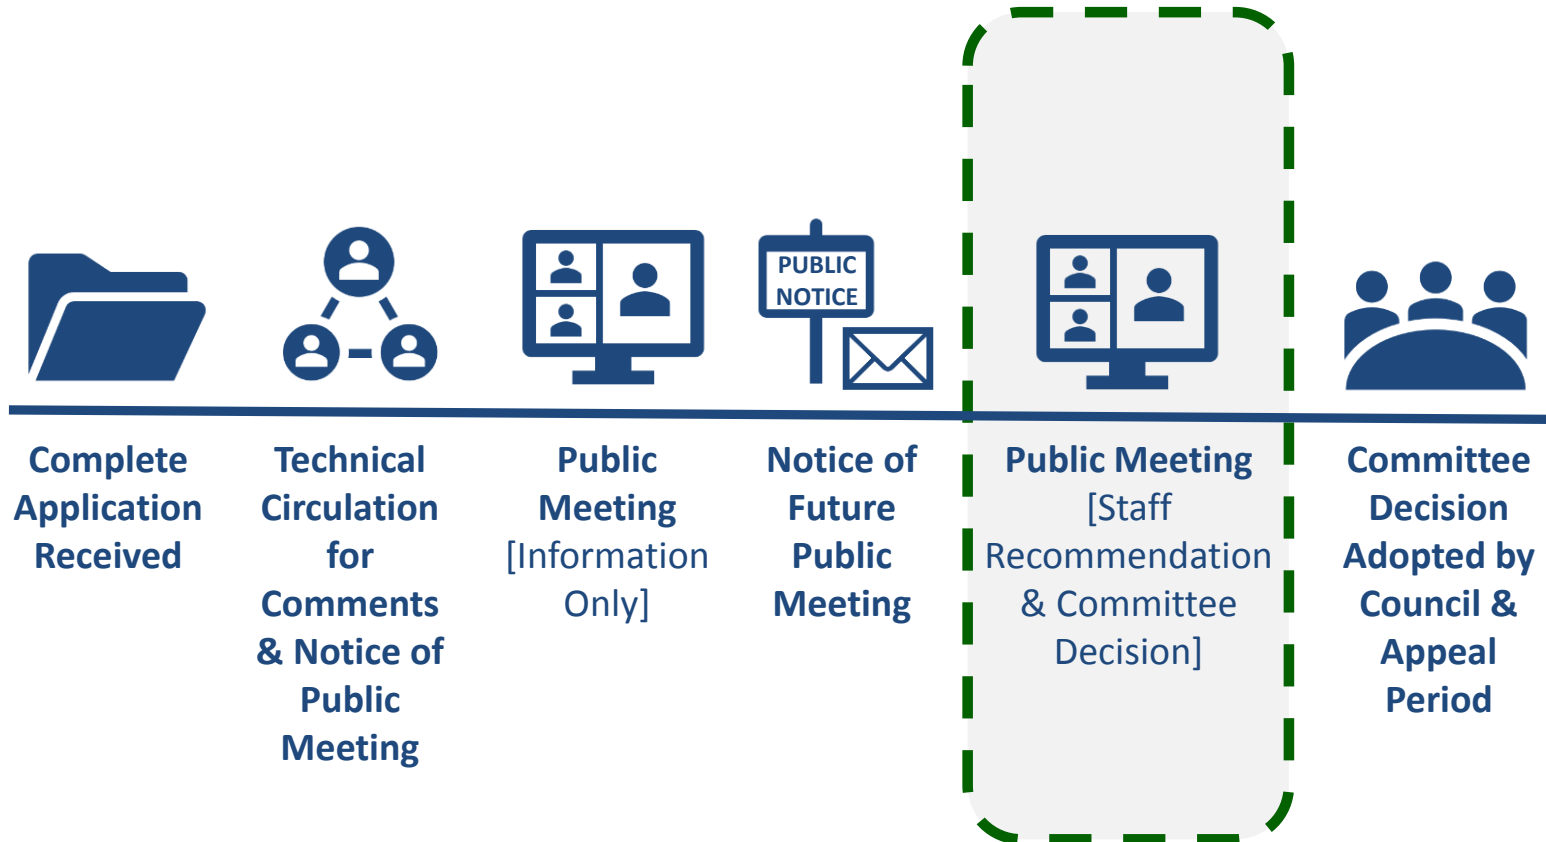 PUBLIC
NOTICE
Complete
Application
Received
Technical
Circulation
for
Comments
& Notice of
Public
Meeting
Public
Meeting
[Information
Only]
Notice of
Future
Public
Meeting
Public Meeting
[Staff
Recommendation
& Committee
Decision]
Committee
Decision
Adopted by
Council &
Appeal
Period